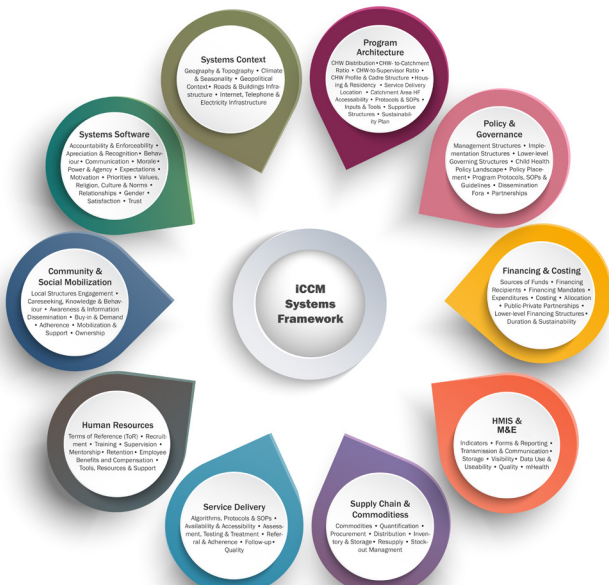 Systems Context
Geography & Topography • Climate
& Seasonality • Geopolitical
Context• Roads & Buildings Infra-
structure • Internet, Telephone &
Electricity Infrastructure
Program
Architecture
CHW Distribution•CHW- to-Catchment
Ratio • CHW-to-Supervisor Ratio •
CHW Profile & Cadre Structure •Hous-
ing & Residency • Service Delivery
Location • Catchment Area HF
Accessibility • Protocols & SOPs •
Inputs & Tools • Supportive
Structures • Sustainabil-
ity Plan
Policy &
Governance
Management Structures • Imple-
mentation Structures • Lower-level
Governing Structures • Child Health
Policy Landscape• Policy Place-
ment • Program Protocols, SOPs &
Guidelines • Dissemination
Fora • Partnerships
Financing & Costing
Sources of Funds • Financing
Recipients • Financing Mandates •
Expenditures • Costing • Allocation
• Public-Private Partnerships •
Lower-level Financing Structures•
Duration & Sustainability
HMIS &
M&E
Indicators • Forms & Reporting •
Transmission & Communication•
Storage • Visibility• Data Use &
Useability • Quality • mHealth
Supply Chain &
Commoditiess
Commodities • Quantification •
Procurement • Distribution • Inven-
tory & Storage• Resupply • Stock-
out Managment
Service Delivery
Algorithms, Protocols & SOPs •
Availability & Accessibility • Assess-
ment, Testing & Treatment • Refer-
ral & Adherence • Follow-up •
Quality
Human Resources
Terms of Reference (ToR) • Recruit-
ment • Training • Supervision •
Mentorship • Retention • Employee
Benefits and Compensation •
Tools, Resources & Support
Community &
Social Mobilization
Local Structures Engagement •
Careseeking, Knowledge & Behav-
iour • Awareness & Information
Dissemination • Buy-in & Demand
• Adherence • Mobilization &
Support • Ownership
Systems Software
Accountability & Enforceability •
Apreciation & Recognition• Behav-
iour • Communication • Morale•
Power & Agency • Expectations •
Motivation • Priorities • Values,
Religion, Culture & Norms •
Relationships • Gender •
Satisfaction • Trust
iCCM
Systems
Framework